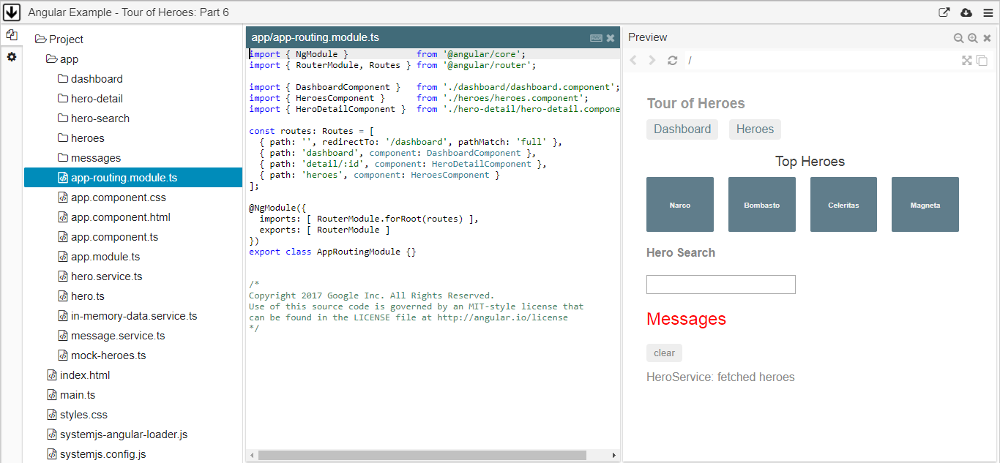 Angular Example - Tour of Heroes: Part 6
Project
app
dashboard
hero-detail
hero-search
heroes
messages
app-routing.module.ts
app.component.css
app.component.html
app.component.ts
app.module.ts
hero.service.ts
hero.ts
in-memory-data.service.ts
message.service.ts
mock-heroes.ts
index.html
main.ts
styles.css
systemjs-angular-loader.js
systemjs.config.js
app/app-routing.module.ts
import { NgModule }             from '@angular/core';
import { RouterModule, Routes } from '@angular/router';
import { DashboardComponent }   from './dashboard/dashboard.component';
import { HeroesComponent }      from './heroes/heroes.component';
import { HeroDetailComponent }  from './hero-detail/hero-detail.compone
const routes: Routes = [
  { path: '', redirectTo: '/dashboard', pathMatch: 'full' },
  { path: 'dashboard', component: DashboardComponent },
  { path: 'detail/:id', component: HeroDetailComponent },
  { path: 'heroes', component: HeroesComponent }
];
@NgModule({
  imports: [ RouterModule.forRoot(routes) ],
  exports: [ RouterModule ]
})
export class AppRoutingModule {}
/*
Copyright 2017 Google Inc. All Rights Reserved.
Use of this source code is governed by an MIT-style license that
can be found in the LICENSE file at http://angular.io/license
*/
Preview
/
Tour of Heroes
Dashboard Heroes
Top Heroes
Narco Bombasto Celeritas Magneta
Hero Search
Messages
clear
HeroService: fetched heroes